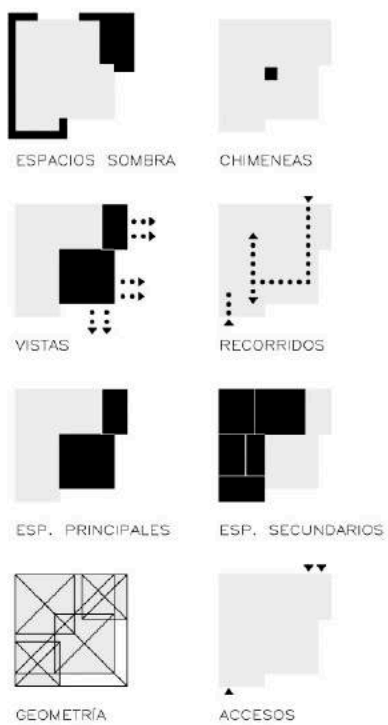 ESPACIOS SOMBRA
CHIMENEAS
VISTAS
RECORRIDOS
ESP. PRINCIPALES
ESP. SECUNDARIOS
GEOMETRÍA
ACCESOS